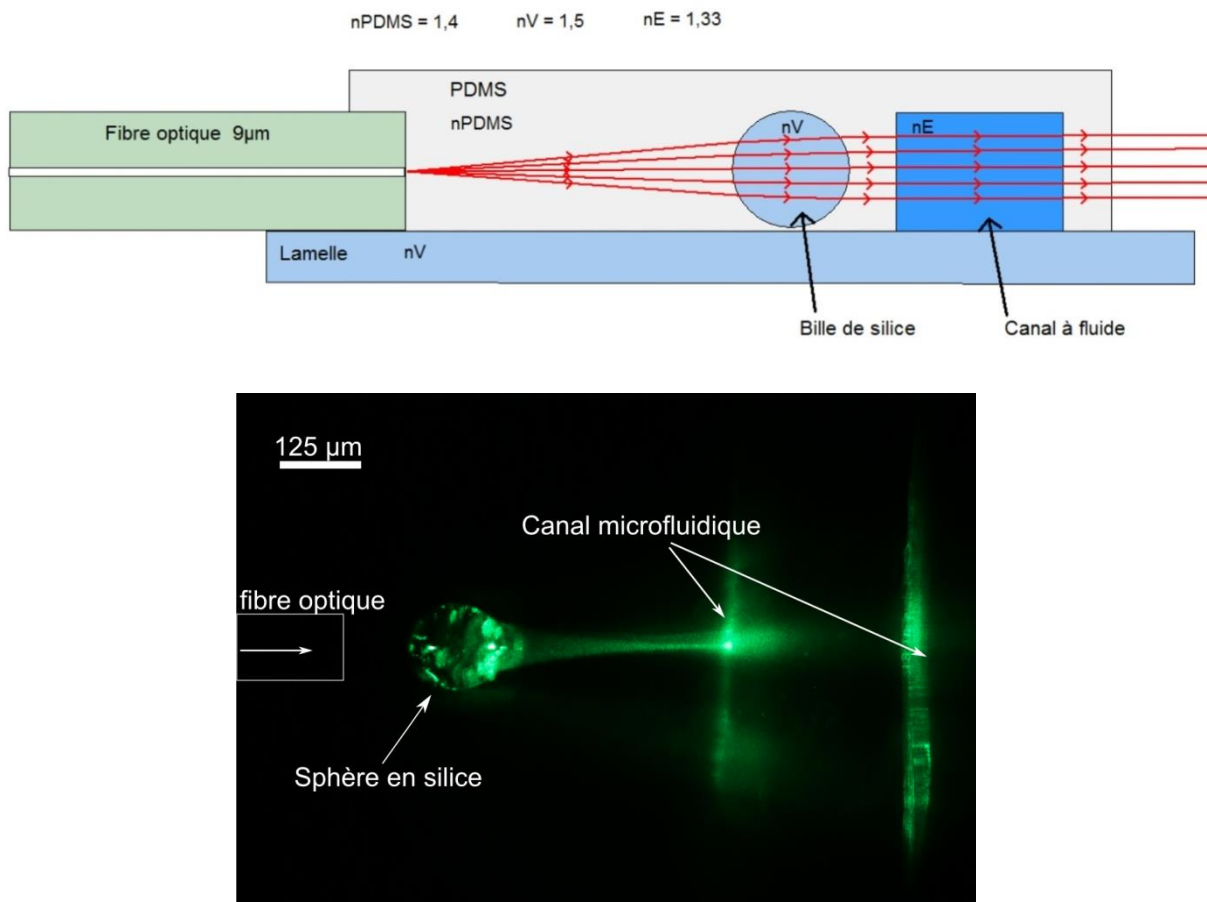 nPDMS = 1,4 nV = 1,5 nE = 1,33
PDMS
nPDMS
Fibre optique 9µm
nV
nE
Lamelle nV
Bille de silice
Canal à fluide
125 µm
Canal microfluidique
fibre optique
Sphère en silice